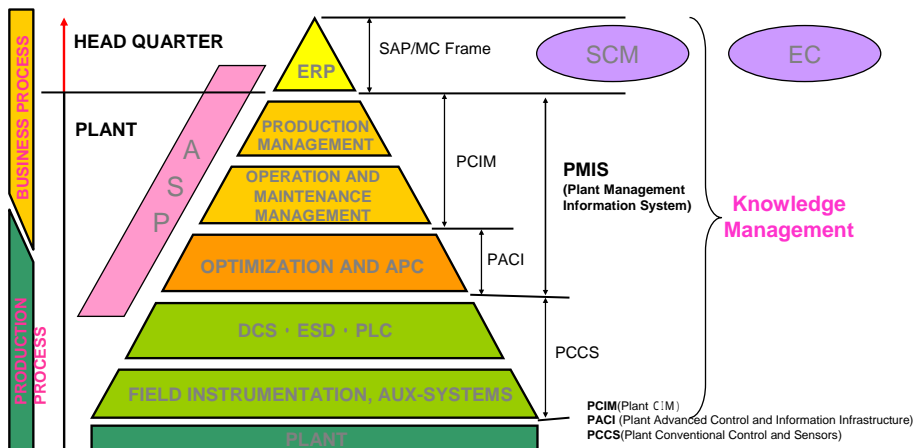 HEAD QUARTER
BUSINESS PROCESS
ERP
SAP/MC Frame
SCM
EC
PLANT
ASP
PRODUCTION
MANAGEMENT
PCIM
OPERATION AND
MAINTENANCE
MANAGEMENT
PMIS
(Plant Management
Information System)
Knowledge
Management
OPTIMIZATION AND APC
PACI
PRODUCTION
PROCESS
DCS・ESD・PLC
PCCS
FIELD INSTRUMENTATION, AUX-SYSTEMS
PLANT
PCIM(Plant CIM)
PACI (Plant Advanced Control and Information Infrastructure)
PCCS(Plant Conventional Control and Sensors)